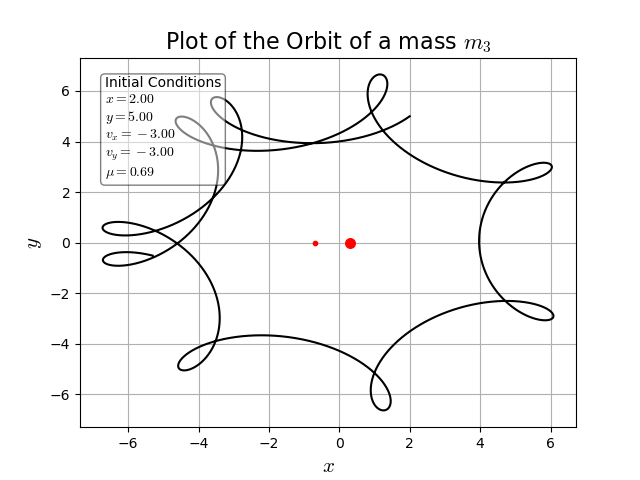 Plot of the Orbit of a mass m₃
Initial Conditions
x = 2.00
y = 5.00
vₓ = −3.00
v_y = −3.00
μ = 0.69
6
4
2
0
−2
−4
−6
y
−6 −4 −2 0 2 4 6
x